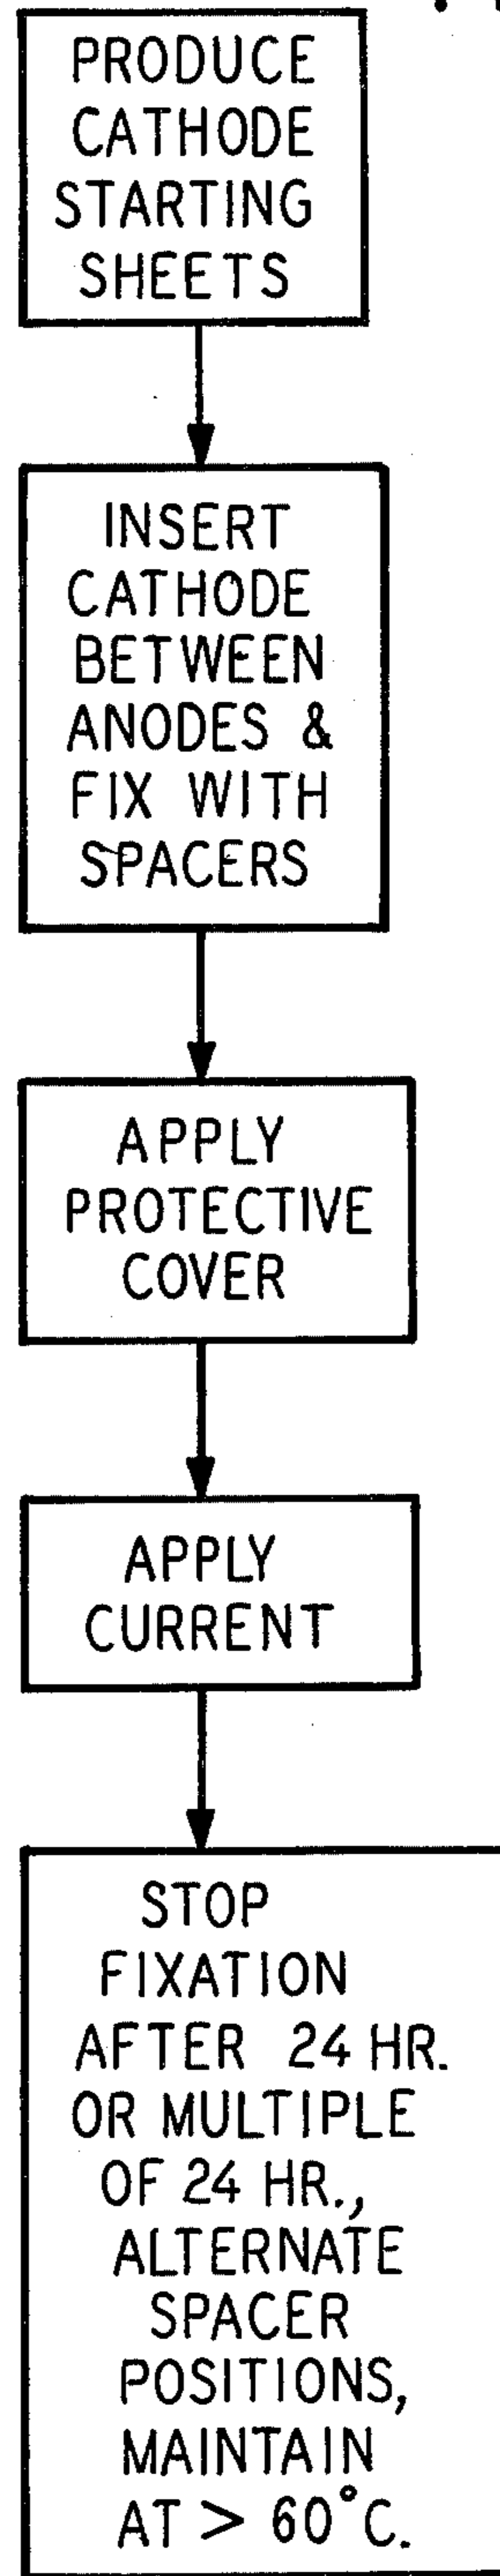 PRODUCE
CATHODE
STARTING
SHEETS
INSERT
CATHODE
BETWEEN
ANODES &
FIX WITH
SPACERS
APPLY
PROTECTIVE
COVER
APPLY
CURRENT
STOP
FIXATION
AFTER 24 HR.
OR MULTIPLE
OF 24 HR.,
ALTERNATE
SPACER
POSITIONS,
MAINTAIN
AT > 60°C.